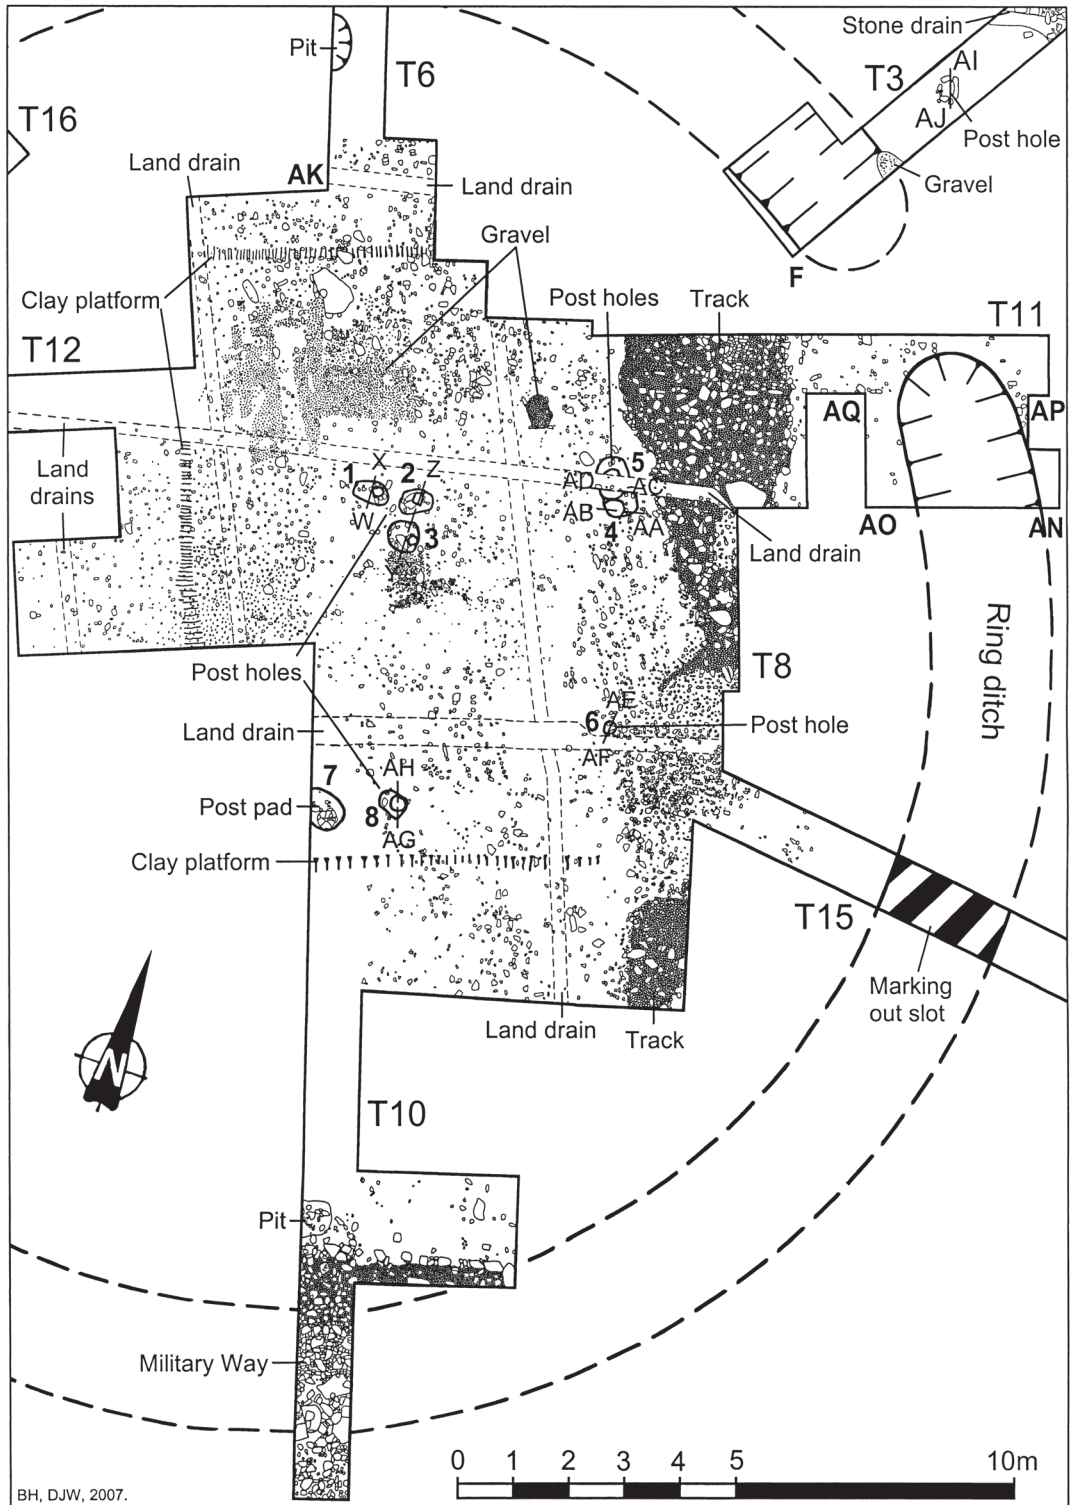 Stone drain
Pit
T6
T3
AI
T16
AJ
Post hole
Land drain
AK
Land drain
Gravel
Gravel
F
Clay platform
Post holes
Track
T11
T12
AQ
AP
Land
drains
1
X
2
Z
5
AD
AC
W
AB
AA
4
AO
AN
3
Y
Land drain
Ring ditch
Post holes
T8
AE
6
Post hole
Land drain
AF
7
AH
Post pad
8
AG
Clay platform
T15
Marking
out slot
Land drain
Track
N
T10
Pit
Military Way
0 1 2 3 4 5 10m
BH, DJW, 2007.